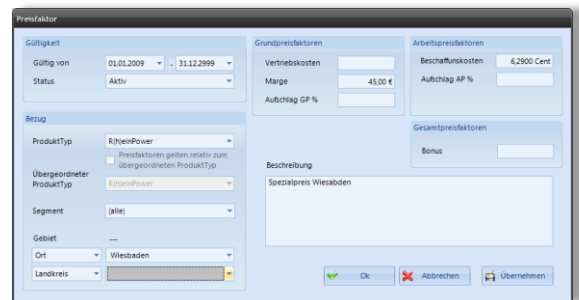 Preisfaktor
Gültigkeit
Gültig von 01.01.2009 - 31.12.2999
Status Aktiv
Bezug
ProduktTyp R(h)einPower
Preisfaktoren gelten relativ zum
übergeordneten ProduktTyp
Übergeordneter
ProduktTyp R(h)einPower
Segment (alle)
Gebiet ---
Ort Wiesbaden
Landkreis
Grundpreisfaktoren
Vertriebskosten
Marge 45,00 €
Aufschlag GP %
Arbeitspreisfaktoren
Beschaffunskosten 6,2900 Cent
Aufschlag AP %
Gesamtpreisfaktoren
Bonus
Beschreibung
Spezialpreis Wiesabden
Ok Abbrechen Übernehmen